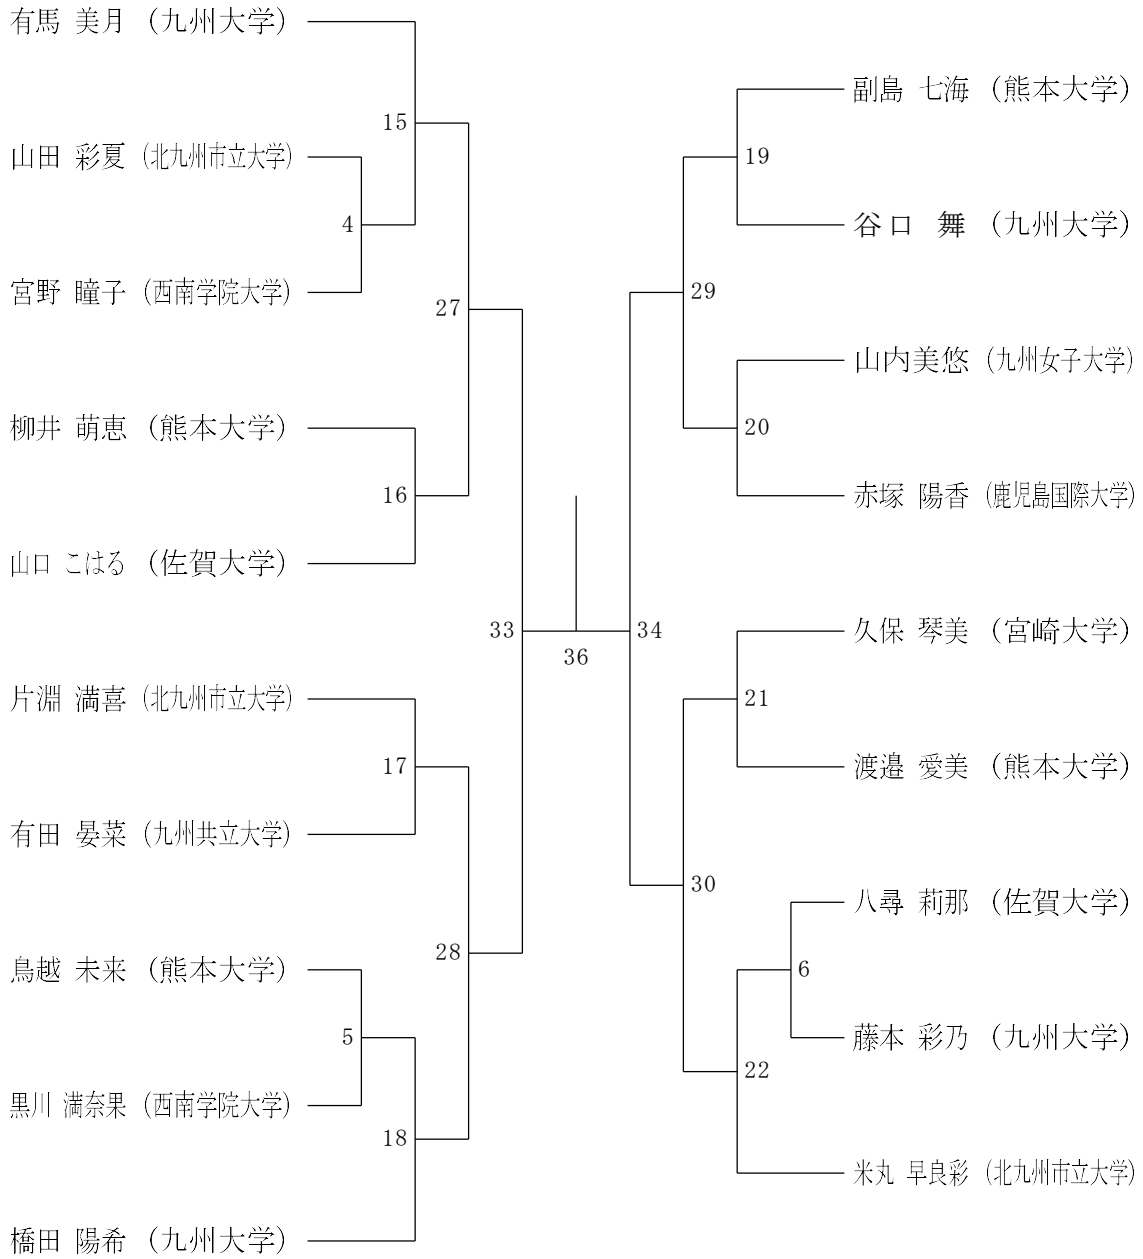 有馬 美月 (九州大学)
15
山田 彩夏 (北九州市立大学)
4
宮野 瞳子 (西南学院大学)
27
柳井 萌恵 (熊本大学)
16
山口 こはる (佐賀大学)
33
片淵 満喜 (北九州市立大学)
17
有田 晏菜 (九州共立大学)
28
鳥越 未来 (熊本大学)
5
黒川 満奈果 (西南学院大学)
18
橋田 陽希 (九州大学)
36
副島 七海 (熊本大学)
19
谷口 舞 (九州大学)
29
山内美悠 (九州女子大学)
20
赤塚 陽香 (鹿児島国際大学)
34
久保 琴美 (宮崎大学)
21
渡邉 愛美 (熊本大学)
30
八尋 莉那 (佐賀大学)
6
藤本 彩乃 (九州大学)
22
米丸 早良彩 (北九州市立大学)